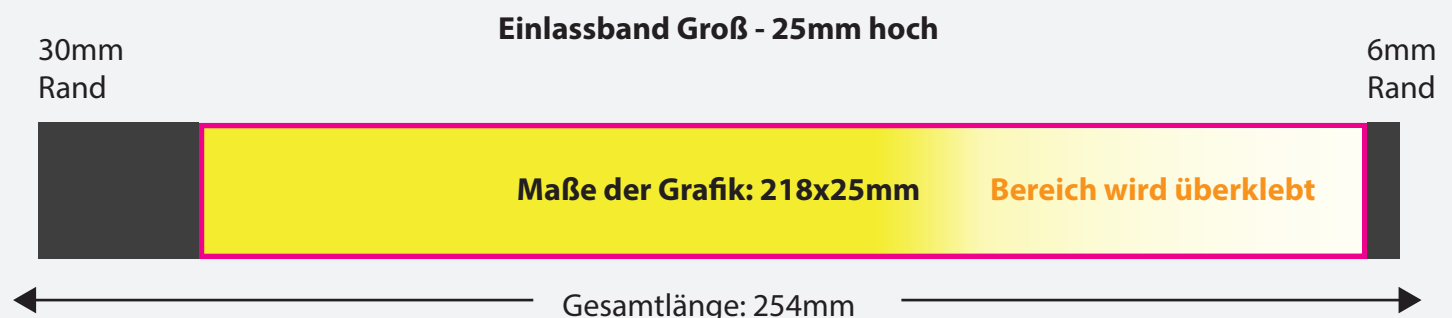 Einlassband Groß - 25mm hoch
30mm
Rand
6mm
Rand
Maße der Grafik: 218x25mm
Bereich wird überklebt
Gesamtlänge: 254mm